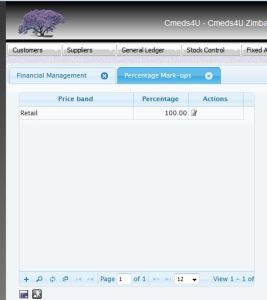 Cmeds4U - Cmeds4U Zimba
Customers Suppliers General Ledger Stock Control Fixed A
Financial Management Percentage Mark-ups
Price band Percentage Actions
Retail 100.00
Page 1 of 1 12 View 1 - 1 of